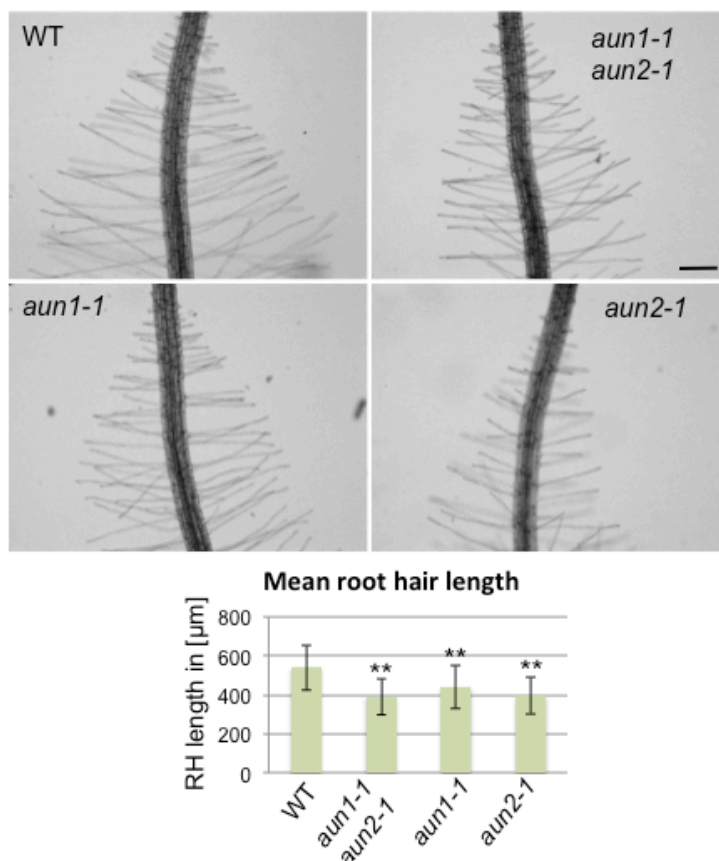 WT
aun1-1
aun2-1
aun1-1
aun2-1
Mean root hair length
RH length in [µm]
800
600
400
200
0
**
**
**
WT
aun1-1
aun2-1
aun1-1
aun2-1